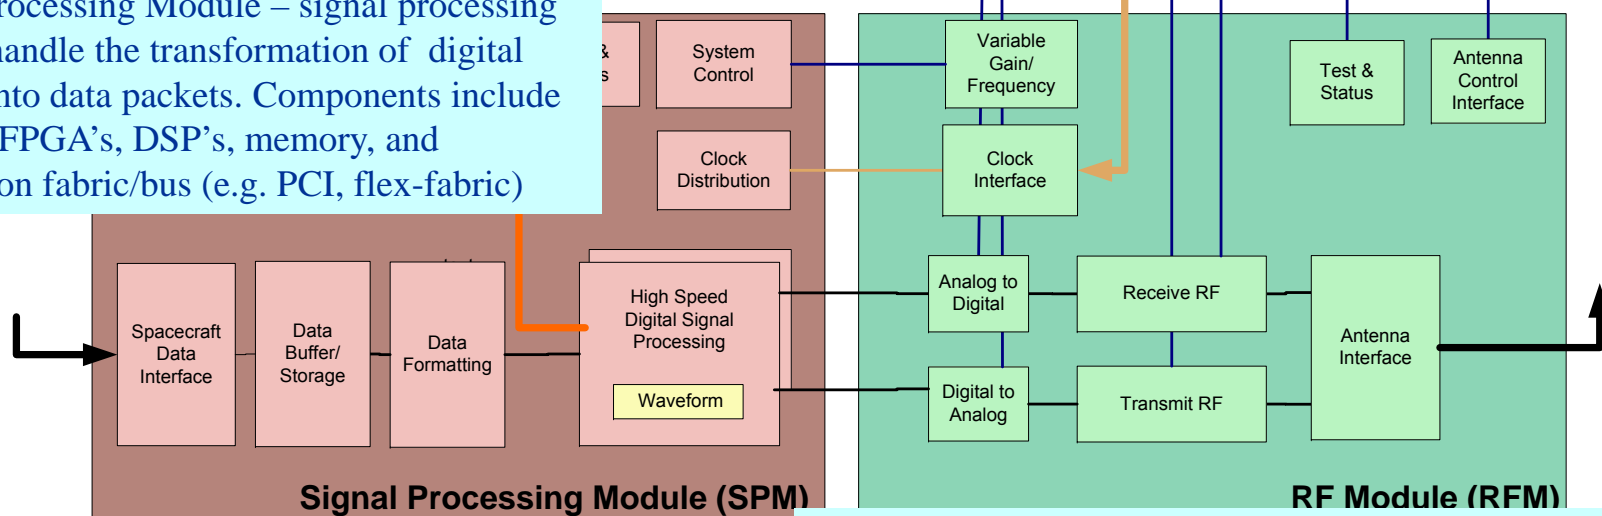 rocessing Module – signal processing
handle the transformation of digital
nto data packets. Components include
FPGA's, DSP's, memory, and
on fabric/bus (e.g. PCI, flex-fabric)
&
s
System
Control
Clock
Distribution
Spacecraft
Data
Interface
Data
Buffer/
Storage
Data
Formatting
High Speed
Digital Signal
Processing
Waveform
Signal Processing Module (SPM)
Variable
Gain/
Frequency
Clock
Interface
Test &
Status
Antenna
Control
Interface
Analog to
Digital
Receive RF
Digital to
Analog
Transmit RF
Antenna
Interface
RF Module (RFM)